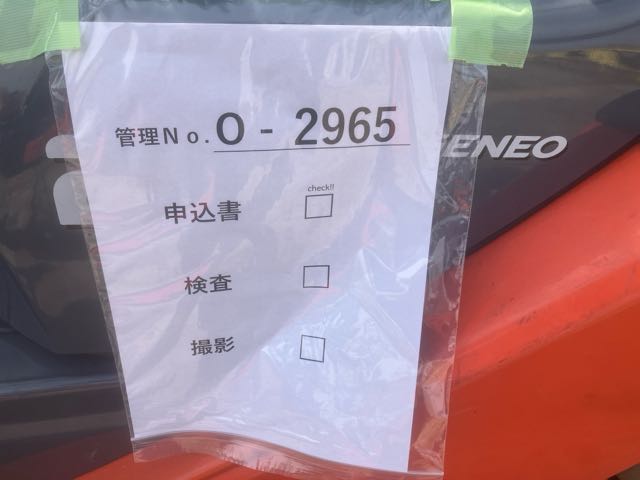 管理No. O - 2965
check!!
申込書 □
検査 □
撮影 □
ENEO